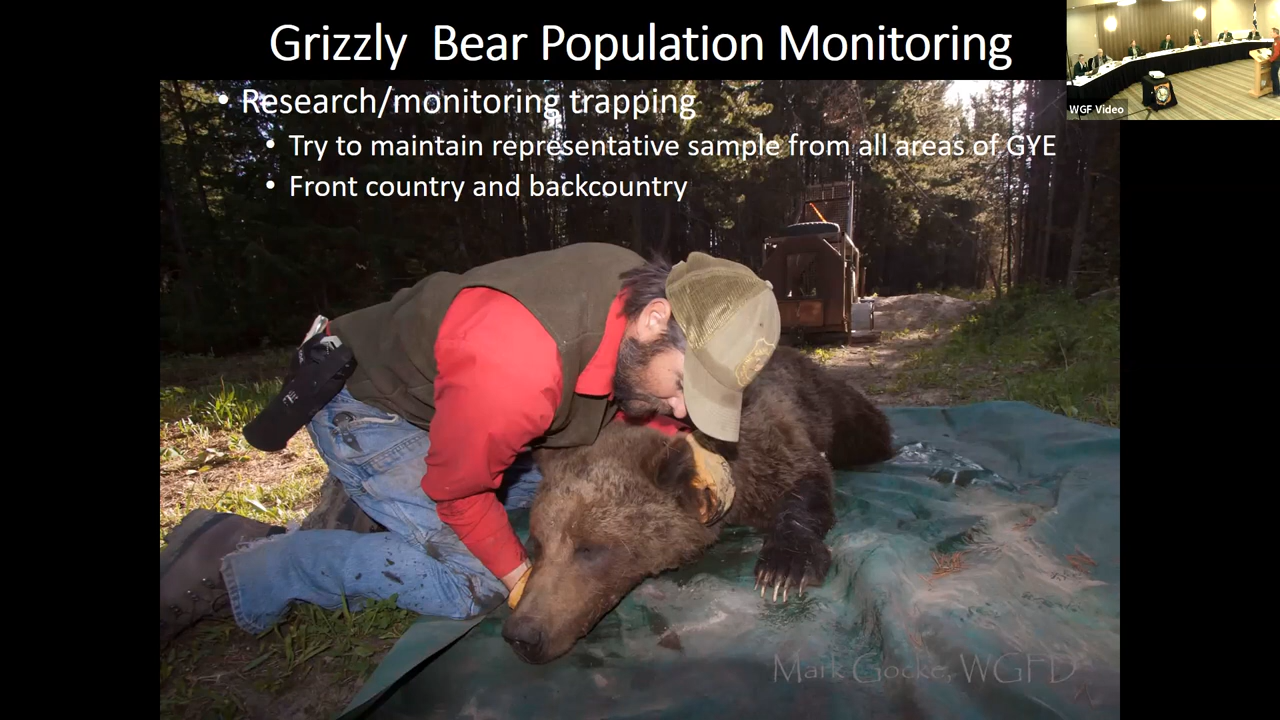 Grizzly Bear Population Monitoring
• Research/monitoring trapping
• Try to maintain representative sample from all areas of GYE
• Front country and backcountry
WGF Video
Mark Gocke, WGFD